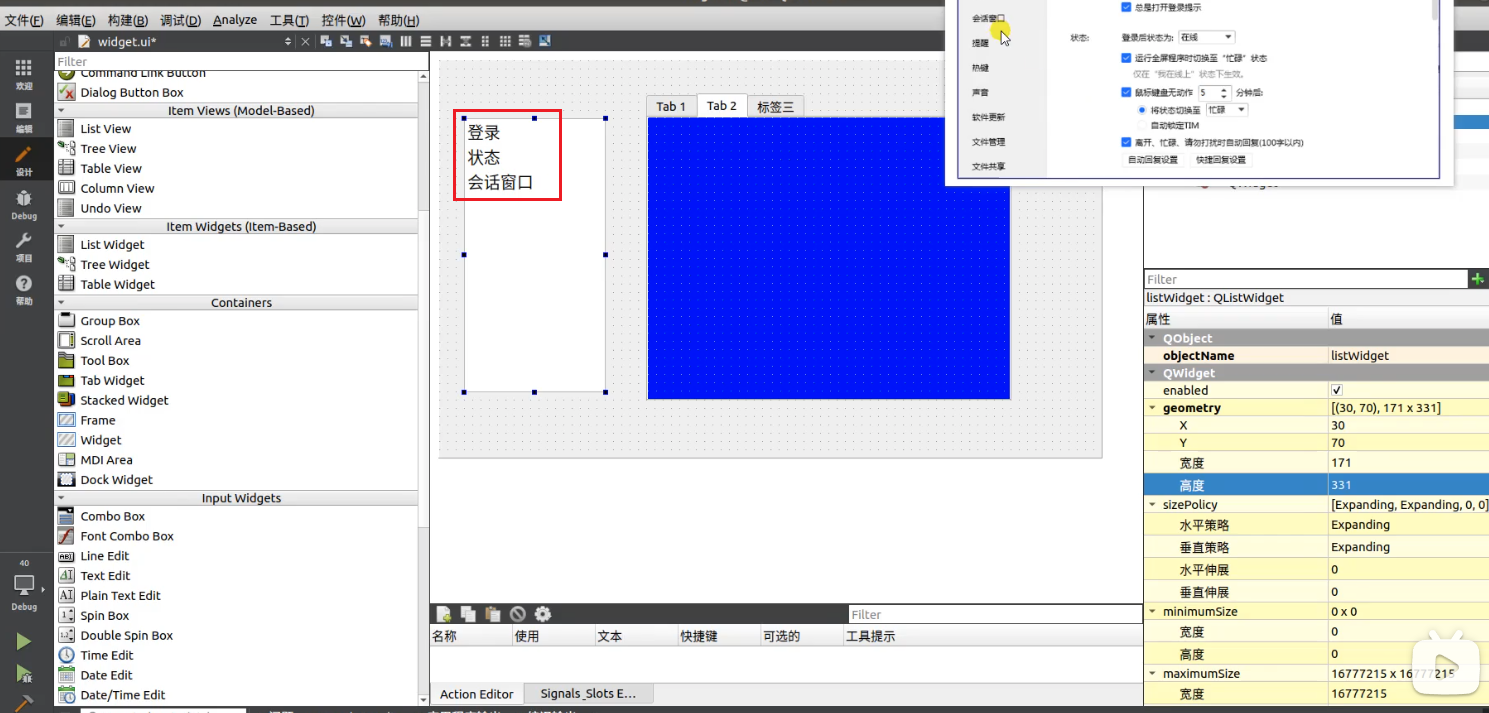 文件(F) 编辑(E) 构建(B) 调试(D) Analyze 工具(T) 控件(W) 帮助(H)
widget.ui*
欢迎
编辑
设计
Debug
项目
帮助
40
Debug
Filter
Command Link Button
Dialog Button Box
Item Views (Model-Based)
List View
Tree View
Table View
Column View
Undo View
Item Widgets (Item-Based)
List Widget
Tree Widget
Table Widget
Containers
Group Box
Scroll Area
Tool Box
Tab Widget
Stacked Widget
Frame
Widget
MDI Area
Dock Widget
Input Widgets
Combo Box
Font Combo Box
Line Edit
Text Edit
Plain Text Edit
Spin Box
Double Spin Box
Time Edit
Date Edit
Date/Time Edit
登录
状态
会话窗口
Tab 1 Tab 2 标签三
会话窗口
提醒
热键
声音
软件更新
文件管理
文件共享
总是打开登录提示
状态: 登录后状态为: 在线
运行全屏程序时切换至“忙碌”状态
仅在“我在线上”状态下生效。
鼠标键盘无动作 5 分钟后:
将状态切换至 忙碌
自动锁定TIM
离开、忙碌、请勿打扰时自动回复(100字以内)
自动回复设置 快捷回复设置
Filter
名称 使用 文本 快捷键 可选的 工具提示
Action Editor Signals_Slots E...
Filter
listWidget : QListWidget
属性 值
QObject
objectName listWidget
QWidget
enabled
geometry [(30, 70), 171 x 331]
X 30
Y 70
宽度 171
高度 331
sizePolicy [Expanding, Expanding, 0, 0]
水平策略 Expanding
垂直策略 Expanding
水平伸展 0
垂直伸展 0
minimumSize 0 x 0
宽度 0
高度 0
maximumSize 16777215 x 16777215
宽度 16777215